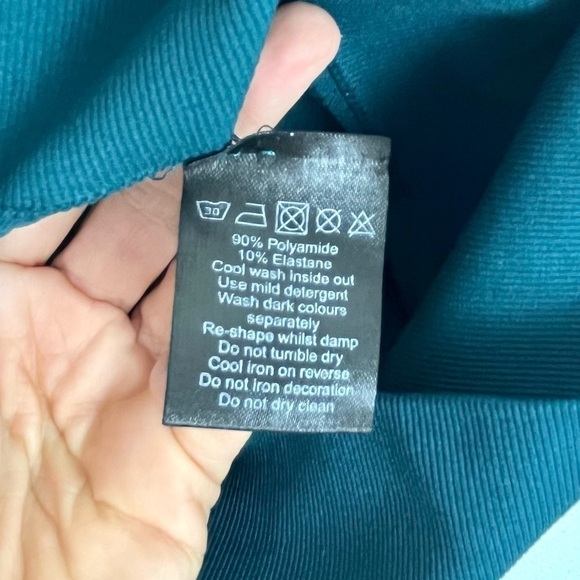 30
90% Polyamide
10% Elastane
Cool wash inside out
Use mild detergent
Wash dark colours
separately
Re-shape whilst damp
Do not tumble dry
Cool iron on reverse
Do not iron decoration
Do not dry clean